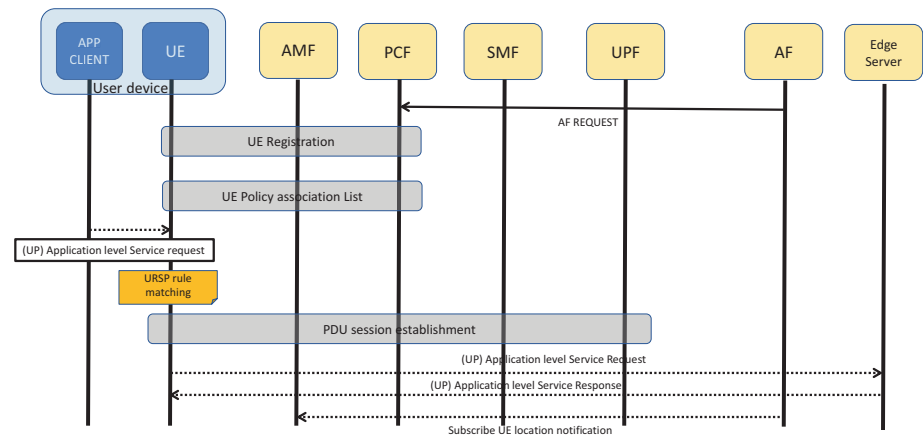 APP
CLIENT
UE
AMF
PCF
SMF
UPF
AF
Edge
Server
User device
AF REQUEST
UE Registration
UE Policy association List
(UP) Application level Service request
URSP rule
matching
PDU session establishment
(UP) Application level Service Request
(UP) Application level Service Response
Subscribe UE location notification